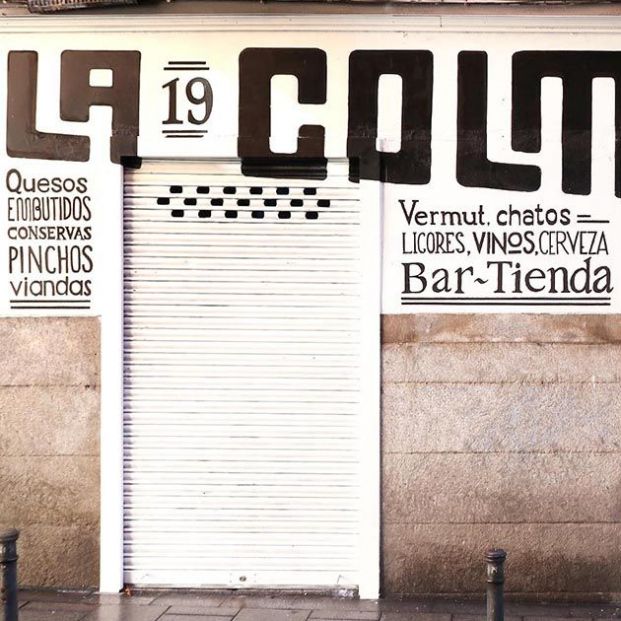 LA 19 COLM
Quesos
EMBUTIDOS
CONSERVAS
PINCHOS
viandas
Vermut, chatos
LICORES, VINOS, CERVEZA
Bar~Tienda